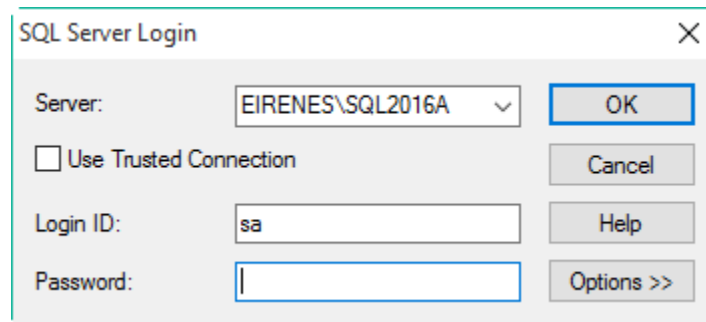 SQL Server Login
Server: EIRENES\SQL2016A OK
Use Trusted Connection Cancel
Login ID: sa Help
Password: Options >>